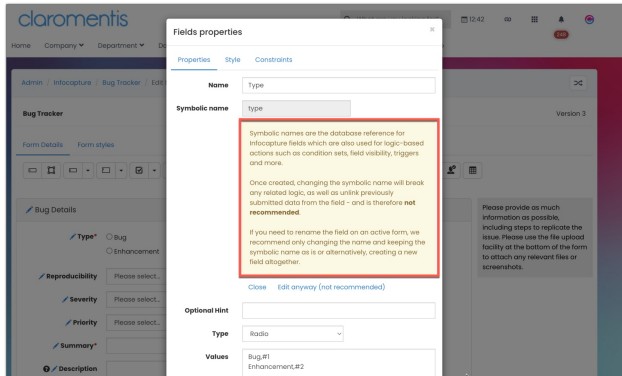 claromentis
12:42
248
Home Company Department
Fields properties
×
Admin / Infocapture / Bug Tracker / Edit
Properties Style Constraints
Name Type
Symbolic name type
Bug Tracker Version 3
Symbolic names are the database reference for
Infocapture fields which are also used for logic-based
actions such as condition sets, field visibility, triggers
and more.
Form Details Form styles
Once created, changing the symbolic name will break
any related logic, as well as unlink previously
submitted data from the field - and is therefore not
recommended.
If you need to rename the field on an active form, we
recommend only changing the name and keeping the
symbolic name as is or alternatively, creating a new
field altogether.
Close Edit anyway (not recommended)
Bug Details
Type* Bug
Enhancement
Reproducibility Please select...
Severity Please select...
Priority Please select...
Summary*
Description
Please provide as much
information as possible,
including steps to replicate the
issue. Please use the file upload
facility at the bottom of the form
to attach any relevant files or
screenshots.
Optional Hint
Type Radio
Values Bug,#1
Enhancement,#2